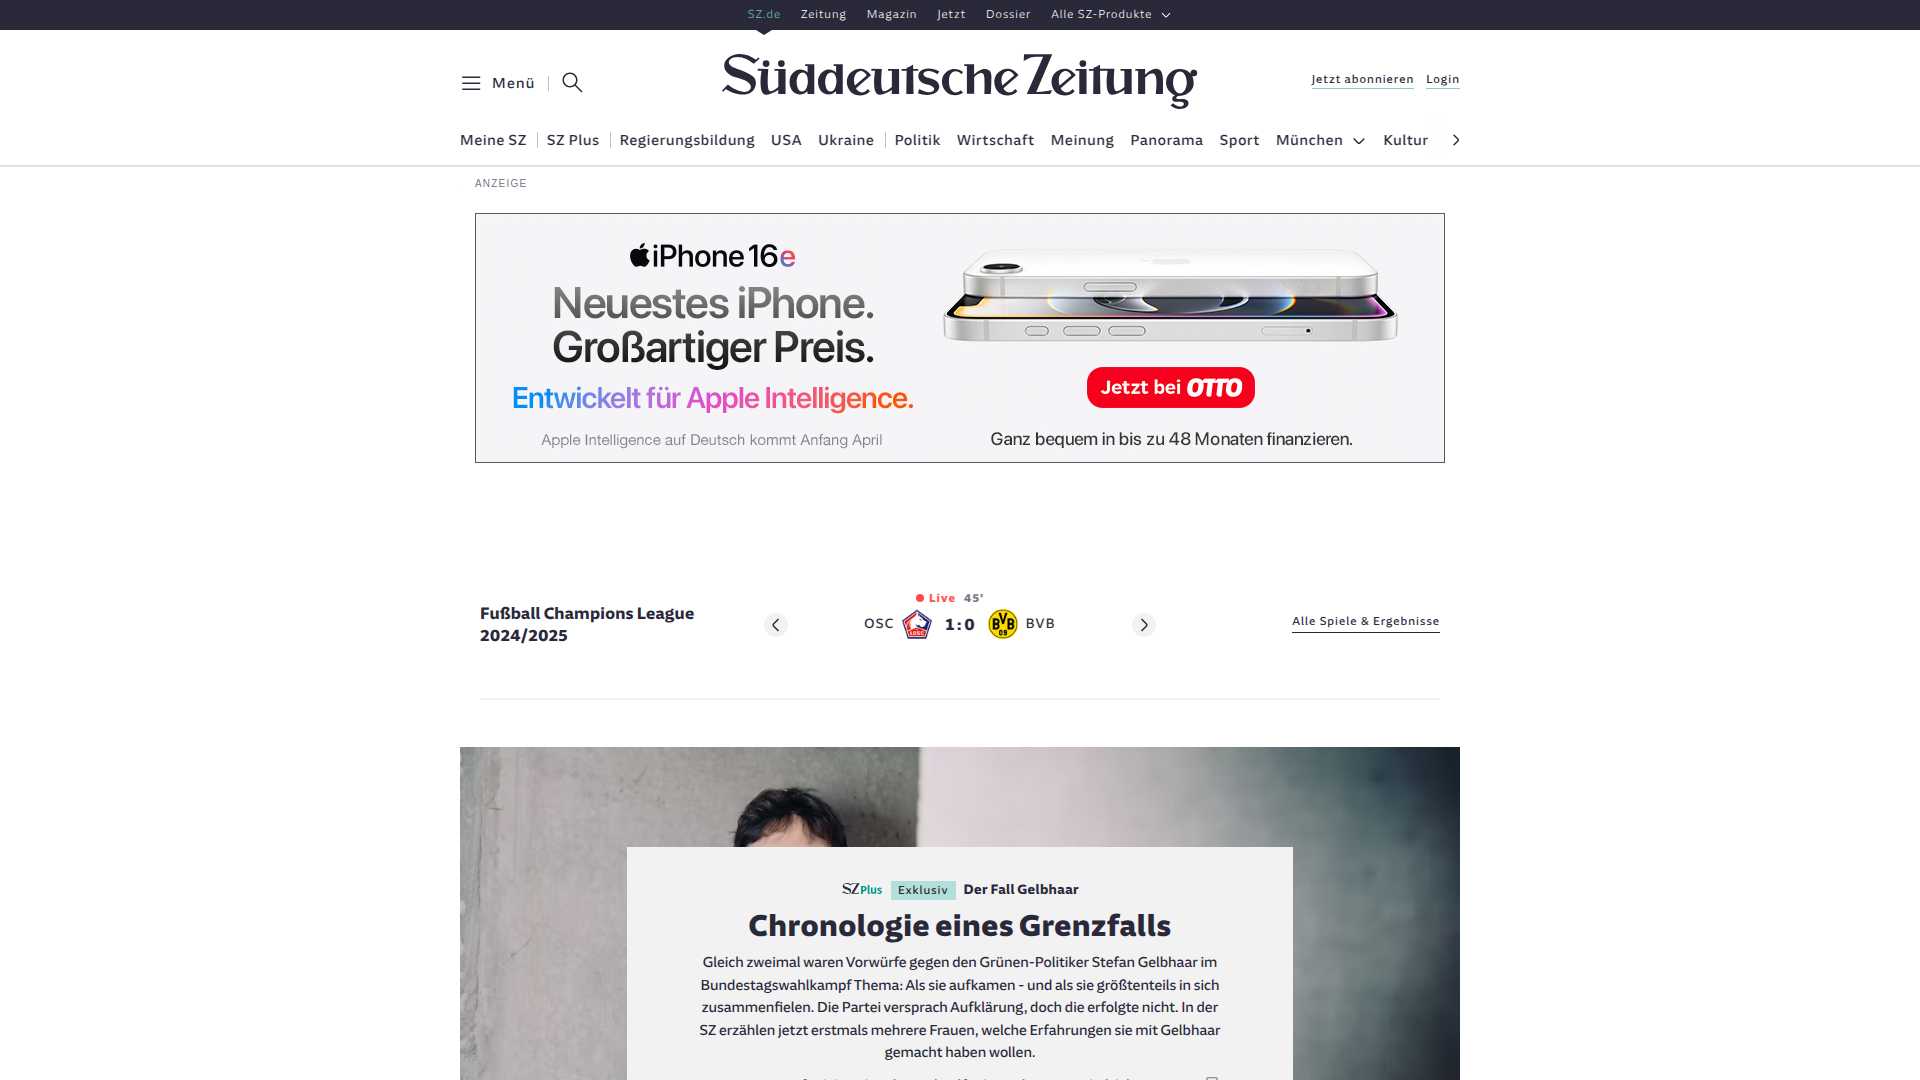 SZ.de Zeitung Magazin Jetzt Dossier Alle SZ-Produkte
Menü
Süddeutsche Zeitung
Jetzt abonnieren Login
Meine SZ SZ Plus Regierungsbildung USA Ukraine Politik Wirtschaft Meinung Panorama Sport München Kultur
ANZEIGE
iPhone 16e
Neuestes iPhone.
Großartiger Preis.
Entwickelt für Apple Intelligence.
Apple Intelligence auf Deutsch kommt Anfang April
Jetzt bei OTTO
Ganz bequem in bis zu 48 Monaten finanzieren.
Fußball Champions League
2024/2025
Live 45'
OSC LOSC 1:0 BVB 09 BVB
Alle Spiele & Ergebnisse
SZ Plus Exklusiv Der Fall Gelbhaar
Chronologie eines Grenzfalls
Gleich zweimal waren Vorwürfe gegen den Grünen-Politiker Stefan Gelbhaar im
Bundestagswahlkampf Thema: Als sie aufkamen - und als sie größtenteils in sich
zusammenfielen. Die Partei versprach Aufklärung, doch die erfolgte nicht. In der
SZ erzählen jetzt erstmals mehrere Frauen, welche Erfahrungen sie mit Gelbhaar
gemacht haben wollen.